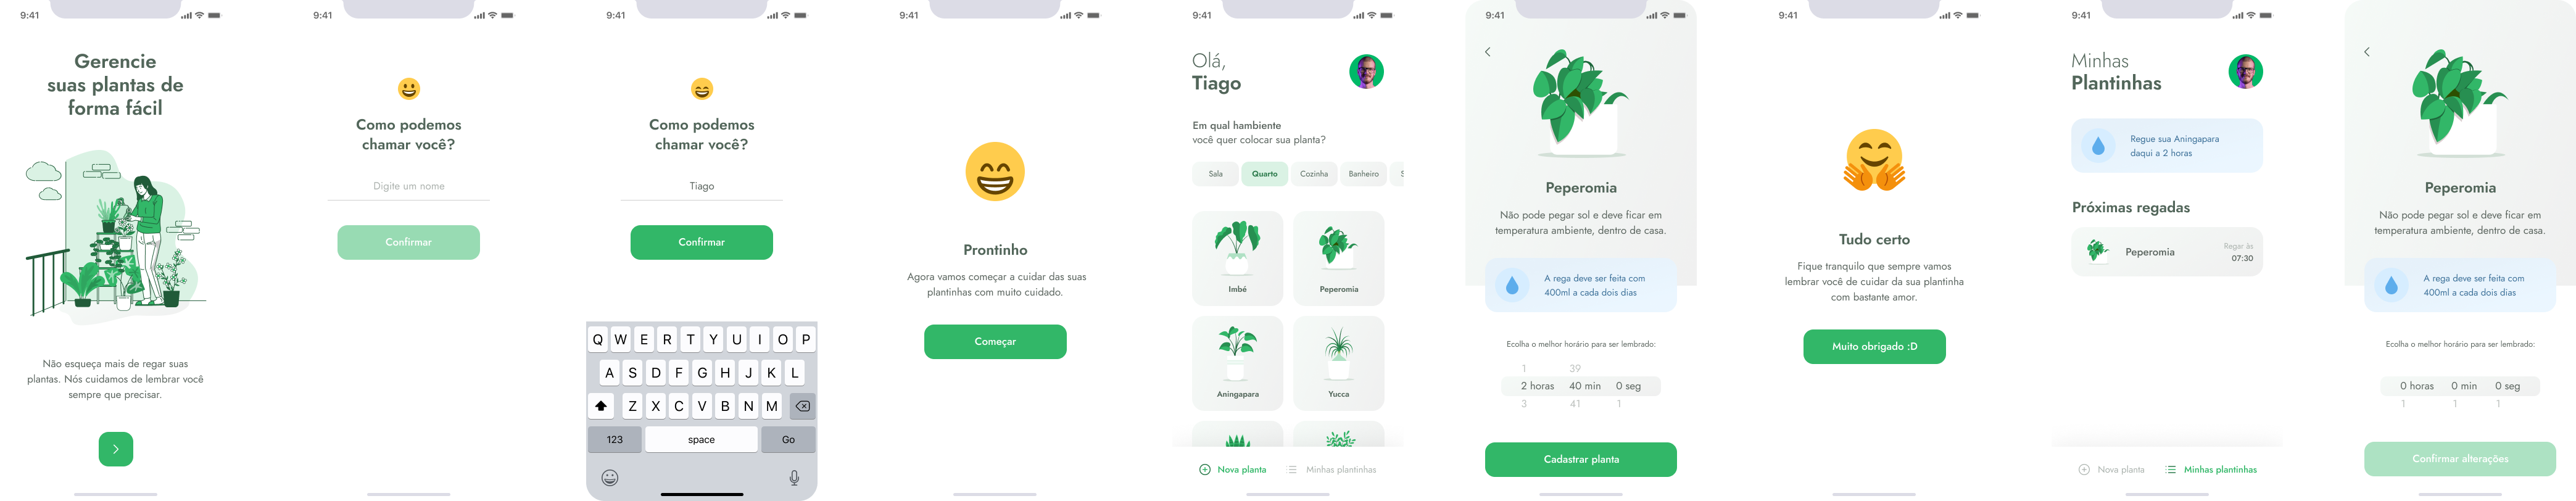 9:41
Gerencie
suas plantas de
forma fácil
Não esqueça mais de regar suas
plantas. Nós cuidamos de lembrar você
sempre que precisar.
9:41
Como podemos
chamar você?
Digite um nome
Confirmar
9:41
Como podemos
chamar você?
Tiago
Confirmar
Q W E R T Y U I O P
A S D F G H J K L
Z X C V B N M
123 space Go
9:41
Prontinho
Agora vamos começar a cuidar das suas
plantinhas com muito cuidado.
Começar
9:41
Olá,
Tiago
Em qual hambiente
você quer colocar sua planta?
Sala Quarto Cozinha Banheiro S
Imbé Peperomia
Aningapara Yucca
Nova planta Minhas plantinhas
9:41
Peperomia
Não pode pegar sol e deve ficar em
temperatura ambiente, dentro de casa.
A rega deve ser feita com
400ml a cada dois dias
Ecolha o melhor horário para ser lembrado:
1 39
2 horas 40 min 0 seg
3 41 1
Cadastrar planta
9:41
Tudo certo
Fique tranquilo que sempre vamos
lembrar você de cuidar da sua plantinha
com bastante amor.
Muito obrigado :D
9:41
Minhas
Plantinhas
Regue sua Aningapara
daqui a 2 horas
Próximas regadas
Peperomia
Regar às
07:30
Nova planta Minhas plantinhas
9:41
Peperomia
Não pode pegar sol e deve ficar em
temperatura ambiente, dentro de casa.
A rega deve ser feita com
400ml a cada dois dias
Ecolha o melhor horário para ser lembrado:
0 horas 0 min 0 seg
1 1 1
Confirmar alterações